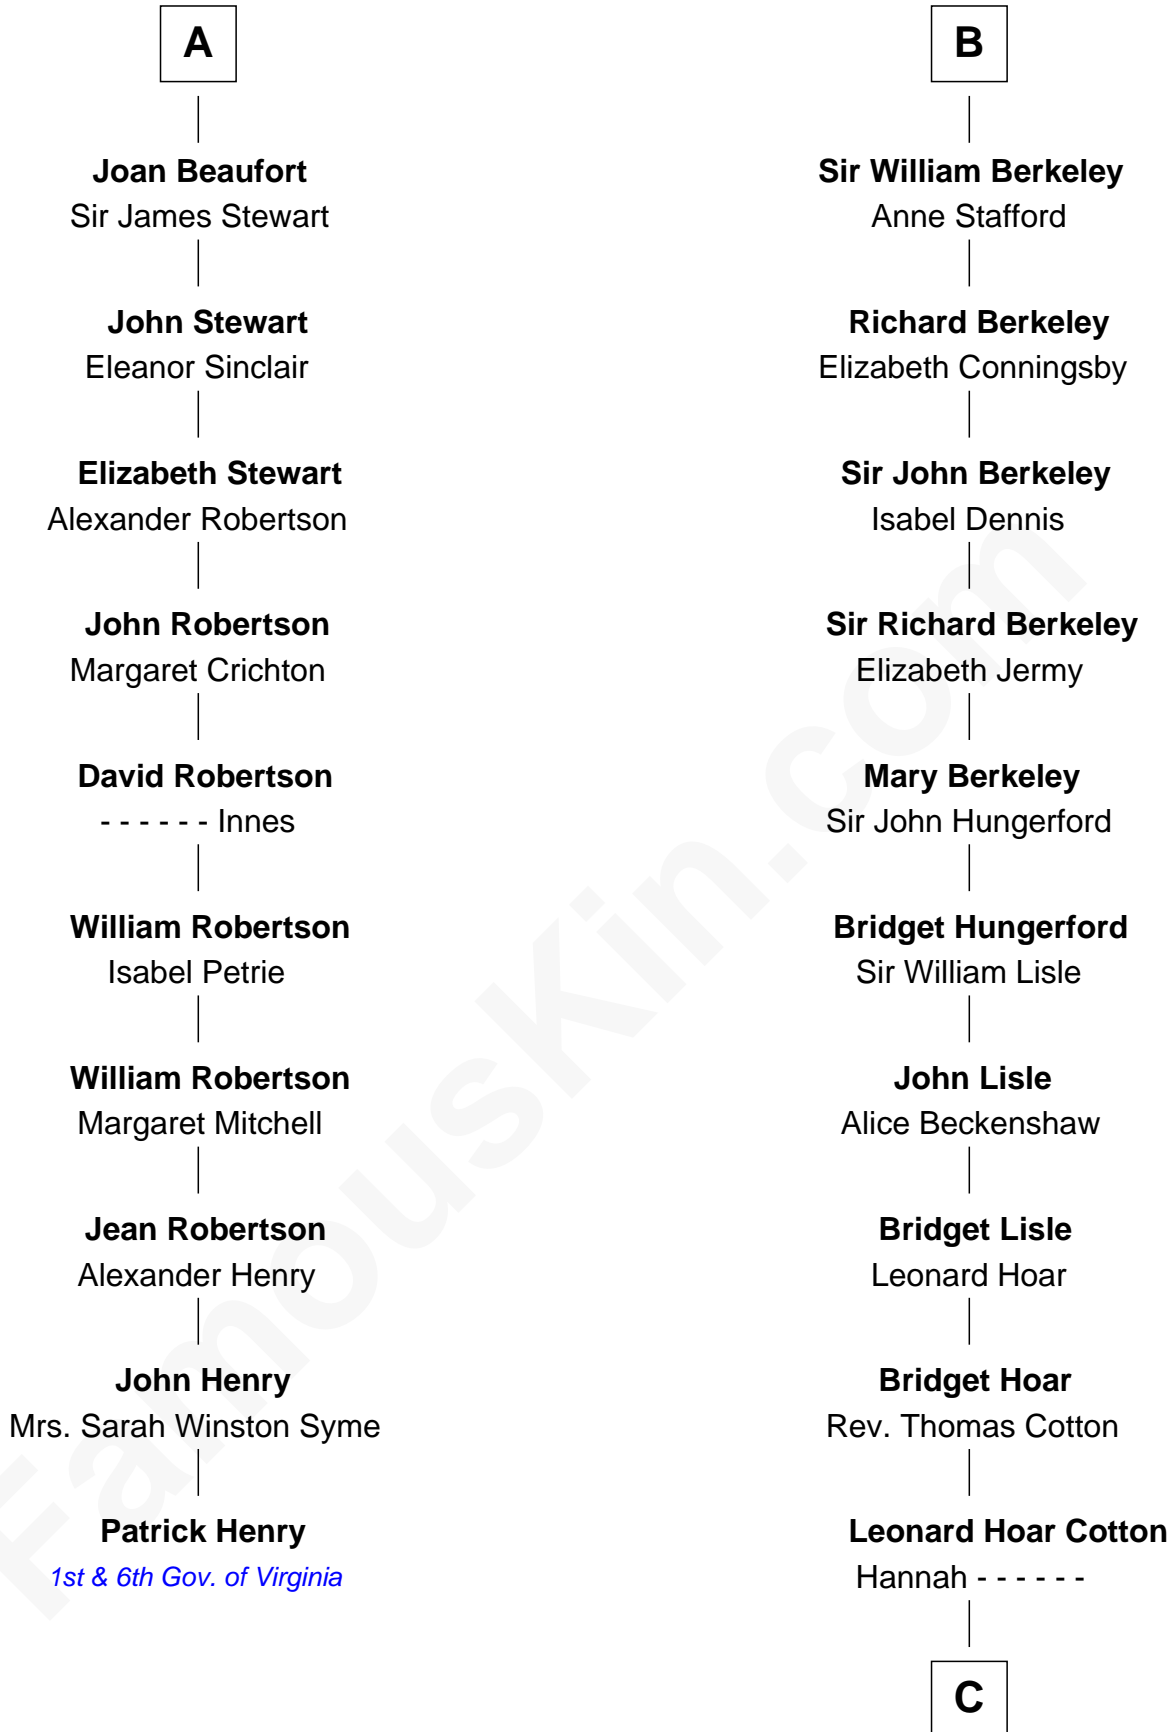 A
Joan Beaufort
Sir James Stewart
John Stewart
Eleanor Sinclair
Elizabeth Stewart
Alexander Robertson
John Robertson
Margaret Crichton
David Robertson
- - - - - - Innes
William Robertson
Isabel Petrie
William Robertson
Margaret Mitchell
Jean Robertson
Alexander Henry
John Henry
Mrs. Sarah Winston Syme
Patrick Henry
1st & 6th Gov. of Virginia
B
Sir William Berkeley
Anne Stafford
Richard Berkeley
Elizabeth Conningsby
Sir John Berkeley
Isabel Dennis
Sir Richard Berkeley
Elizabeth Jermy
Mary Berkeley
Sir John Hungerford
Bridget Hungerford
Sir William Lisle
John Lisle
Alice Beckenshaw
Bridget Lisle
Leonard Hoar
Bridget Hoar
Rev. Thomas Cotton
Leonard Hoar Cotton
Hannah - - - - - -
C
FamousKin.com